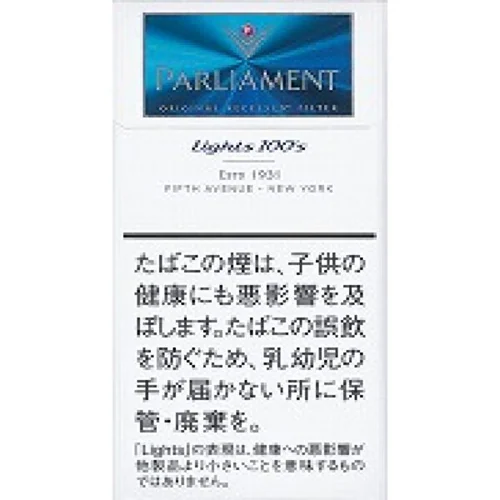 PARLIAMENT
ORIGINAL RECESSED FILTER
Lights 100's
ESTD 1931
FIFTH AVENUE • NEW YORK
たばこの煙は、子供の
健康にも悪影響を及
ぼします。たばこの誤飲
を防ぐため、乳幼児の
手が届かない所に保
管・廃棄を。
「Lights」の表現は、健康への悪影響が
他製品より小さいことを意味するもの
ではありません。